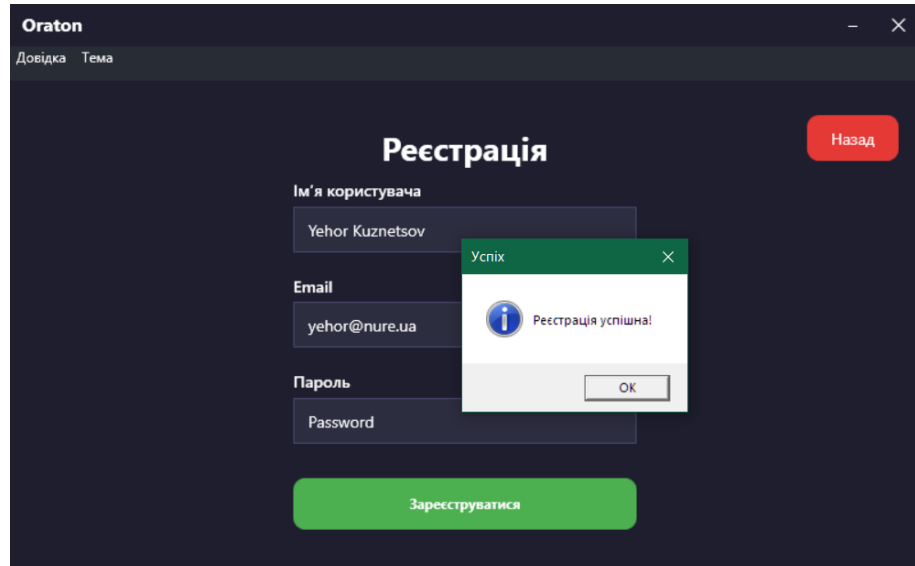 Oraton
Довідка Тема
Назад
Реєстрація
Ім'я користувача
Yehor Kuznetsov
Успіх
Email
yehor@nure.ua
Реєстрація успішна!
Пароль
OK
Password
Зареєструватися